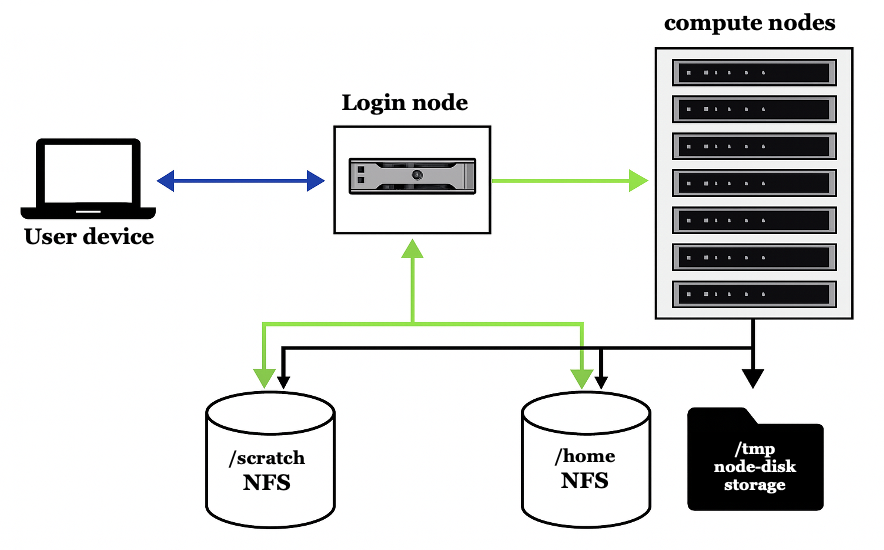 compute nodes
Login node
User device
/scratch
NFS
/home
NFS
/tmp
node-disk
storage